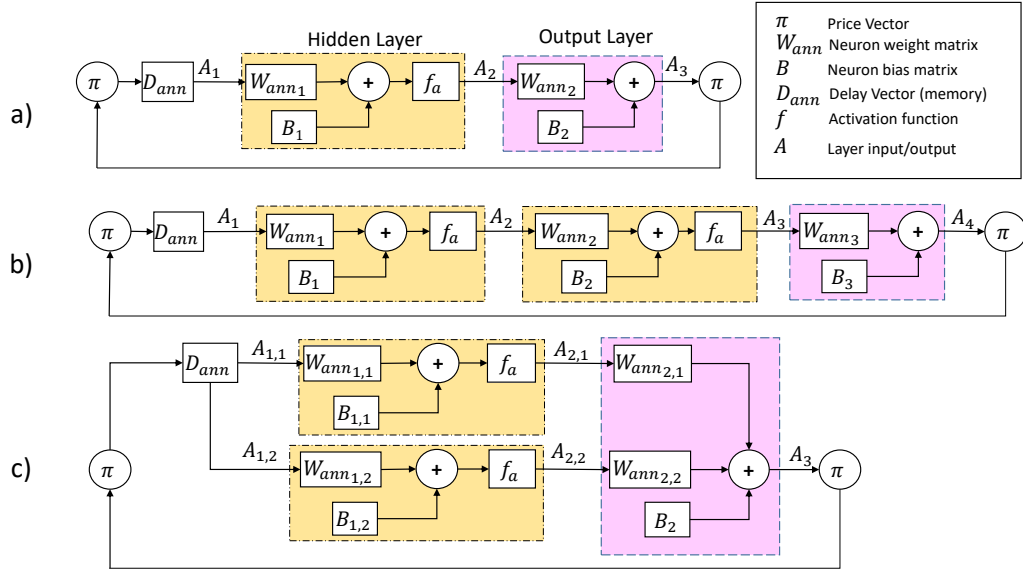 Hidden Layer
Output Layer
a)
π
D_ann
A_1
W_ann_1
+
f_a
B_1
A_2
W_ann_2
+
B_2
A_3
π
π Price Vector
W_ann Neuron weight matrix
B Neuron bias matrix
D_ann Delay Vector (memory)
f Activation function
A Layer input/output
b)
π
D_ann
A_1
W_ann_1
+
f_a
B_1
A_2
W_ann_2
+
f_a
B_2
A_3
W_ann_3
+
B_3
A_4
π
c)
π
D_ann
A_1,1
W_ann_1,1
+
f_a
B_1,1
A_2,1
W_ann_2,1
A_1,2
W_ann_1,2
+
f_a
B_1,2
A_2,2
W_ann_2,2
+
B_2
A_3
π